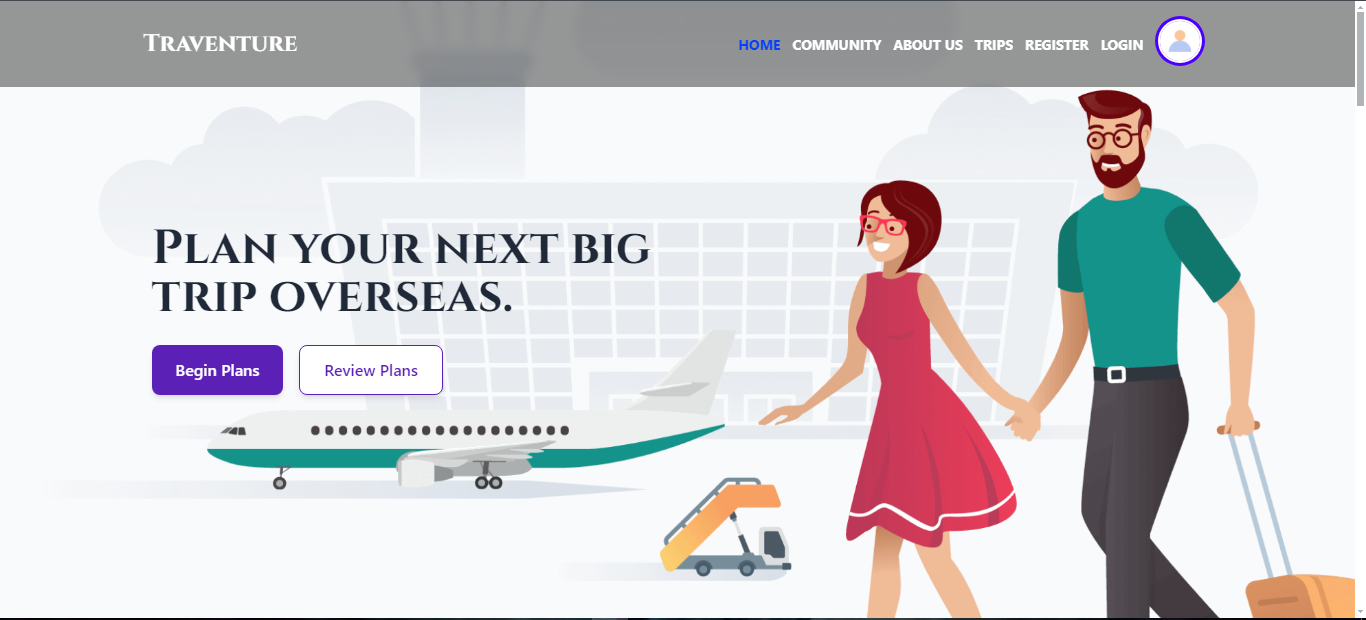 Traventure
HOME COMMUNITY ABOUT US TRIPS REGISTER LOGIN
Plan your next big
trip overseas.
Begin Plans Review Plans